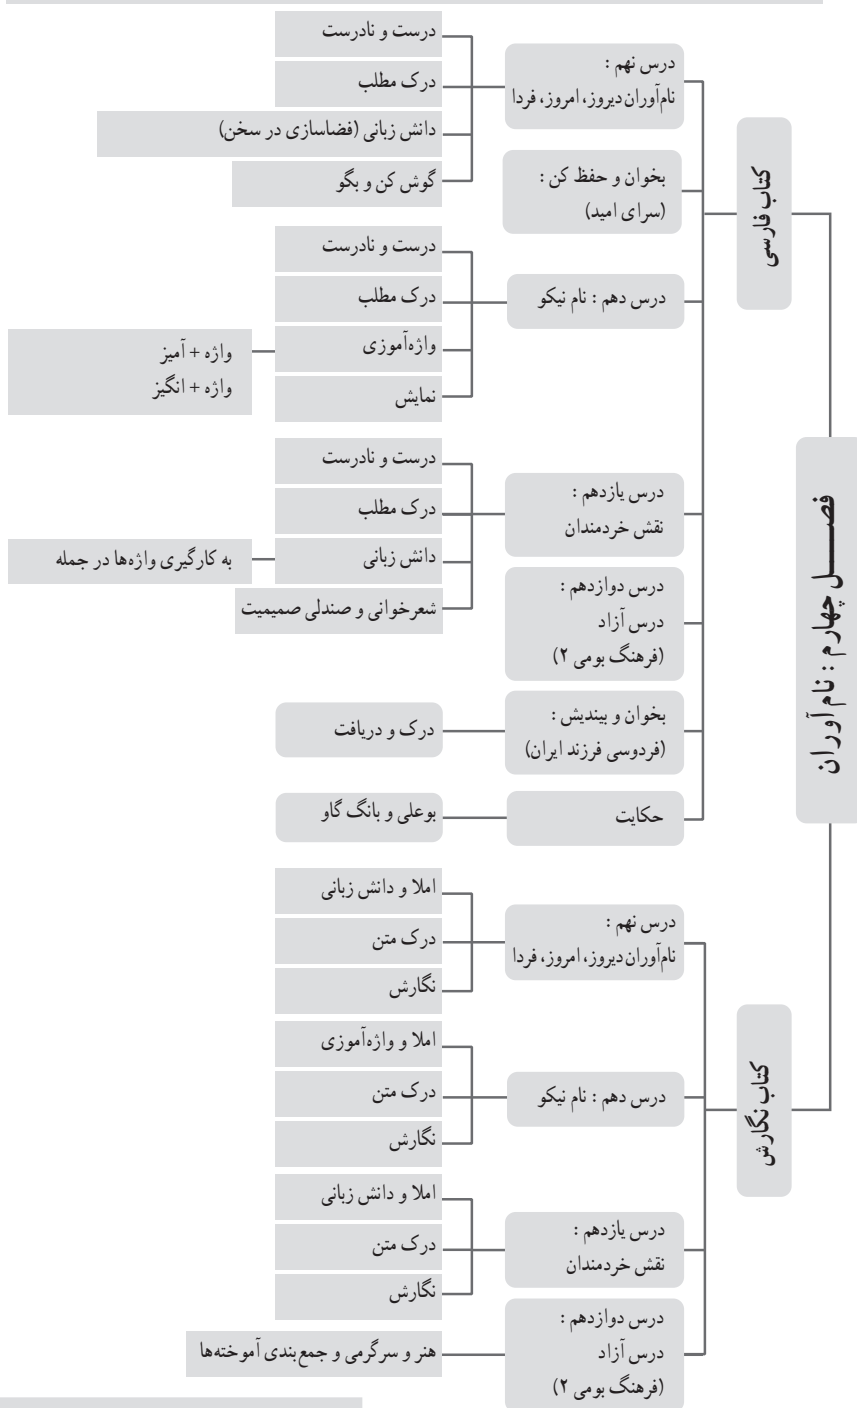 فصل چهارم : نام‌آوران
کتاب فارسی
درس نهم :
نام‌آوران دیروز، امروز، فردا
درست و نادرست
درک مطلب
دانش زبانی (فضاسازی در سخن)
گوش کن و بگو
بخوان و حفظ کن :
(سرای امید)
درس دهم : نام نیکو
درست و نادرست
درک مطلب
واژه‌آموزی
واژه + آمیز
واژه + انگیز
نمایش
درس یازدهم :
نقش خردمندان
درست و نادرست
درک مطلب
دانش زبانی
به کارگیری واژه‌ها در جمله
شعرخوانی و صندلی صمیمیت
درس دوازدهم :
درس آزاد
(فرهنگ بومی ۲)
بخوان و بیندیش :
(فردوسی فرزند ایران)
درک و دریافت
حکایت
بوعلی و بانگ گاو
کتاب نگارش
درس نهم :
نام‌آوران دیروز، امروز، فردا
املا و دانش زبانی
درک متن
نگارش
درس دهم : نام نیکو
املا و واژه‌آموزی
درک متن
نگارش
درس یازدهم :
نقش خردمندان
املا و دانش زبانی
درک متن
نگارش
درس دوازدهم :
درس آزاد
(فرهنگ بومی ۲)
هنر و سرگرمی و جمع‌بندی آموخته‌ها